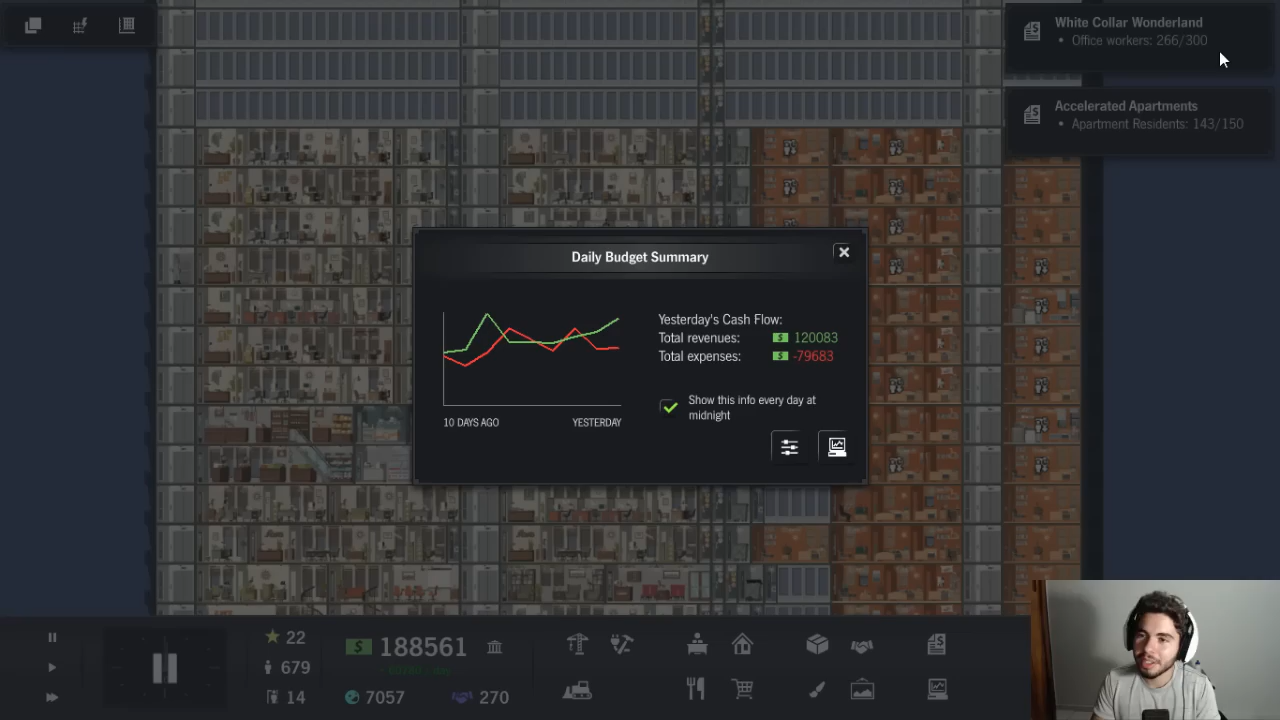 White Collar Wonderland
• Office workers: 266/300
Accelerated Apartments
• Apartment Residents: 143/150
Daily Budget Summary
Yesterday's Cash Flow:
Total revenues: 120083
Total expenses: -79683
Show this info every day at
midnight
10 DAYS AGO YESTERDAY
22
188561
679
14
7057
270